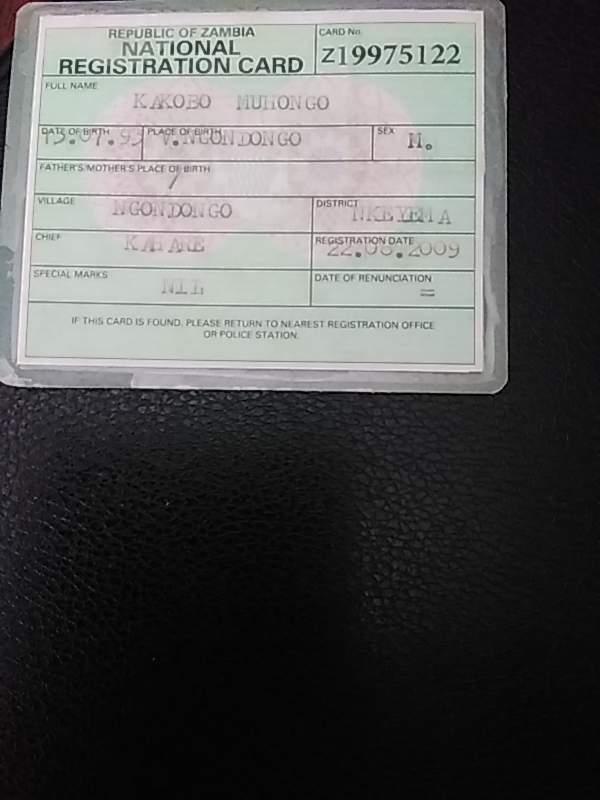 REPUBLIC OF ZAMBIA
NATIONAL
REGISTRATION CARD
CARD No.
Z19975122
FULL NAME
KAKOBO MUHONGO
DATE OF BIRTH
PLACE OF BIRTH
V.NGONDONGO
SEX
M.
FATHER'S/MOTHER'S PLACE OF BIRTH
/
VILLAGE
NGONDONGO
DISTRICT
NKEYEMA
CHIEF
KAHARE
REGISTRATION DATE
SPECIAL MARKS
NIL
DATE OF RENUNCIATION
=
IF THIS CARD IS FOUND, PLEASE RETURN TO NEAREST REGISTRATION OFFICE
OR POLICE STATION.